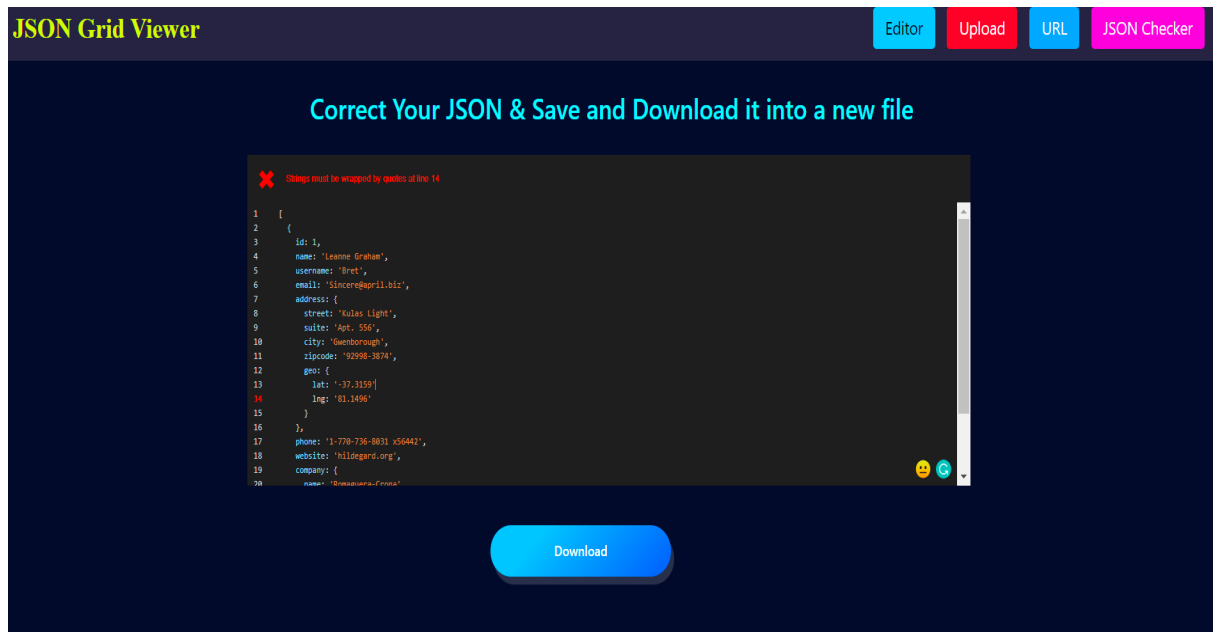 JSON Grid Viewer
Editor
Upload
URL
JSON Checker
Correct Your JSON & Save and Download it into a new file
Strings must be wrapped by quotes at line 14
1 [
2 {
3 id: 1,
4 name: 'Leanne Graham',
5 username: 'Bret',
6 email: 'Sincere@april.biz',
7 address: {
8 street: 'Kulas Light',
9 suite: 'Apt. 556',
10 city: 'Gwenborough',
11 zipcode: '92998-3874',
12 geo: {
13 lat: '-37.3159'
14 lng: '81.1496'
15 }
16 },
17 phone: '1-770-736-8031 x56442',
18 website: 'hildegard.org',
19 company: {
20 name: 'Romaguera-Crona'
Download